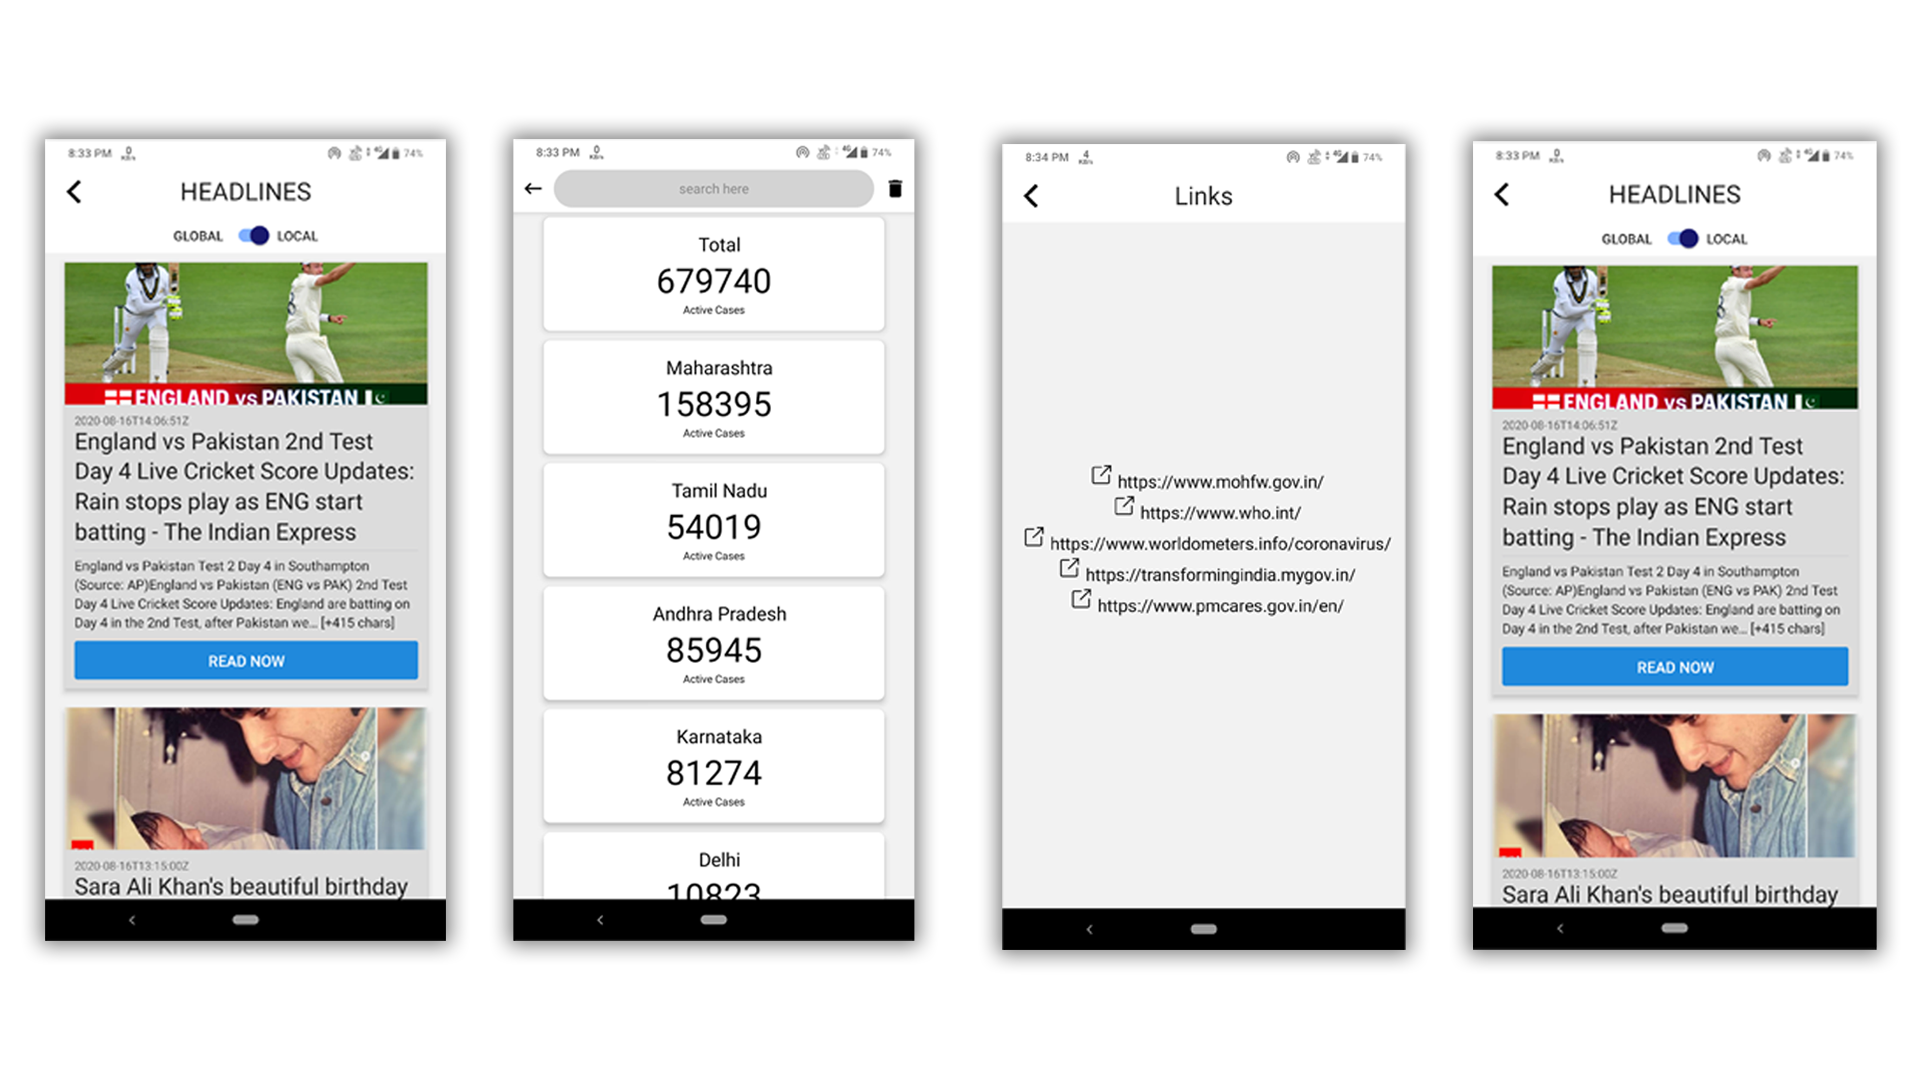 8:33 PM 0 KB/s 4G 74%
HEADLINES
GLOBAL LOCAL
ENGLAND vs PAKISTAN
2020-08-16T14:06:51Z
England vs Pakistan 2nd Test
Day 4 Live Cricket Score Updates:
Rain stops play as ENG start
batting - The Indian Express
England vs Pakistan Test 2 Day 4 in Southampton
(Source: AP)England vs Pakistan (ENG vs PAK) 2nd Test
Day 4 Live Cricket Score Updates: England are batting on
Day 4 in the 2nd Test, after Pakistan we... [+415 chars]
READ NOW
2020-08-16T13:15:00Z
Sara Ali Khan's beautiful birthday
8:33 PM 0 KB/s 4G 74%
search here
Total
679740
Active Cases
Maharashtra
158395
Active Cases
Tamil Nadu
54019
Active Cases
Andhra Pradesh
85945
Active Cases
Karnataka
81274
Active Cases
Delhi
10823
8:34 PM 4 KB/s 4G 74%
Links
https://www.mohfw.gov.in/
https://www.who.int/
https://www.worldometers.info/coronavirus/
https://transformingindia.mygov.in/
https://www.pmcares.gov.in/en/
8:33 PM 0 KB/s 4G 74%
HEADLINES
GLOBAL LOCAL
ENGLAND vs PAKISTAN
2020-08-16T14:06:51Z
England vs Pakistan 2nd Test
Day 4 Live Cricket Score Updates:
Rain stops play as ENG start
batting - The Indian Express
England vs Pakistan Test 2 Day 4 in Southampton
(Source: AP)England vs Pakistan (ENG vs PAK) 2nd Test
Day 4 Live Cricket Score Updates: England are batting on
Day 4 in the 2nd Test, after Pakistan we... [+415 chars]
READ NOW
2020-08-16T13:15:00Z
Sara Ali Khan's beautiful birthday